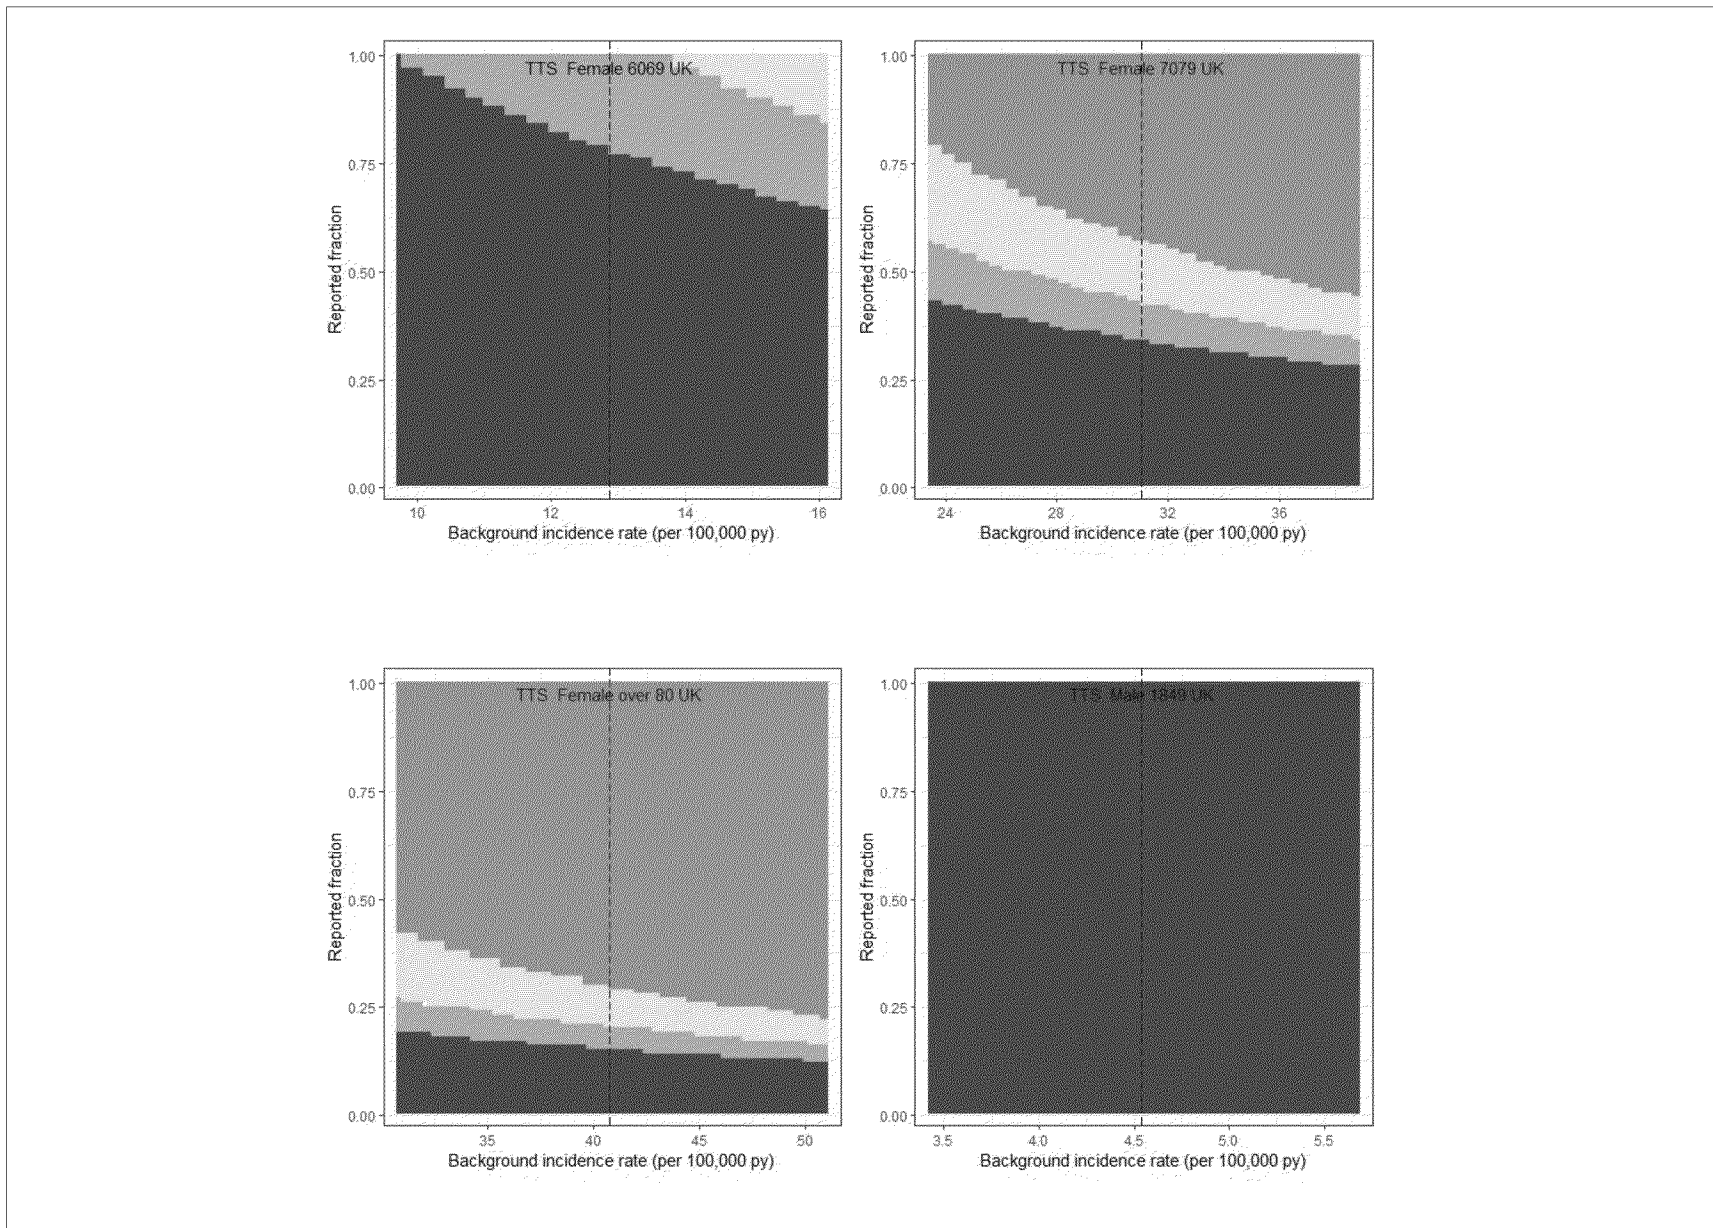 TTS Female 6069 UK
1.00
0.75
0.50
0.25
0.00
Reported fraction
10 12 14 16
Background incidence rate (per 100,000 py)
TTS Female 7079 UK
1.00
0.75
0.50
0.25
0.00
Reported fraction
24 28 32 36
Background incidence rate (per 100,000 py)
TTS Female over 80 UK
1.00
0.75
0.50
0.25
0.00
Reported fraction
35 40 45 50
Background incidence rate (per 100,000 py)
TTS Male 1849 UK
1.00
0.75
0.50
0.25
0.00
Reported fraction
3.5 4.0 4.5 5.0 5.5
Background incidence rate (per 100,000 py)